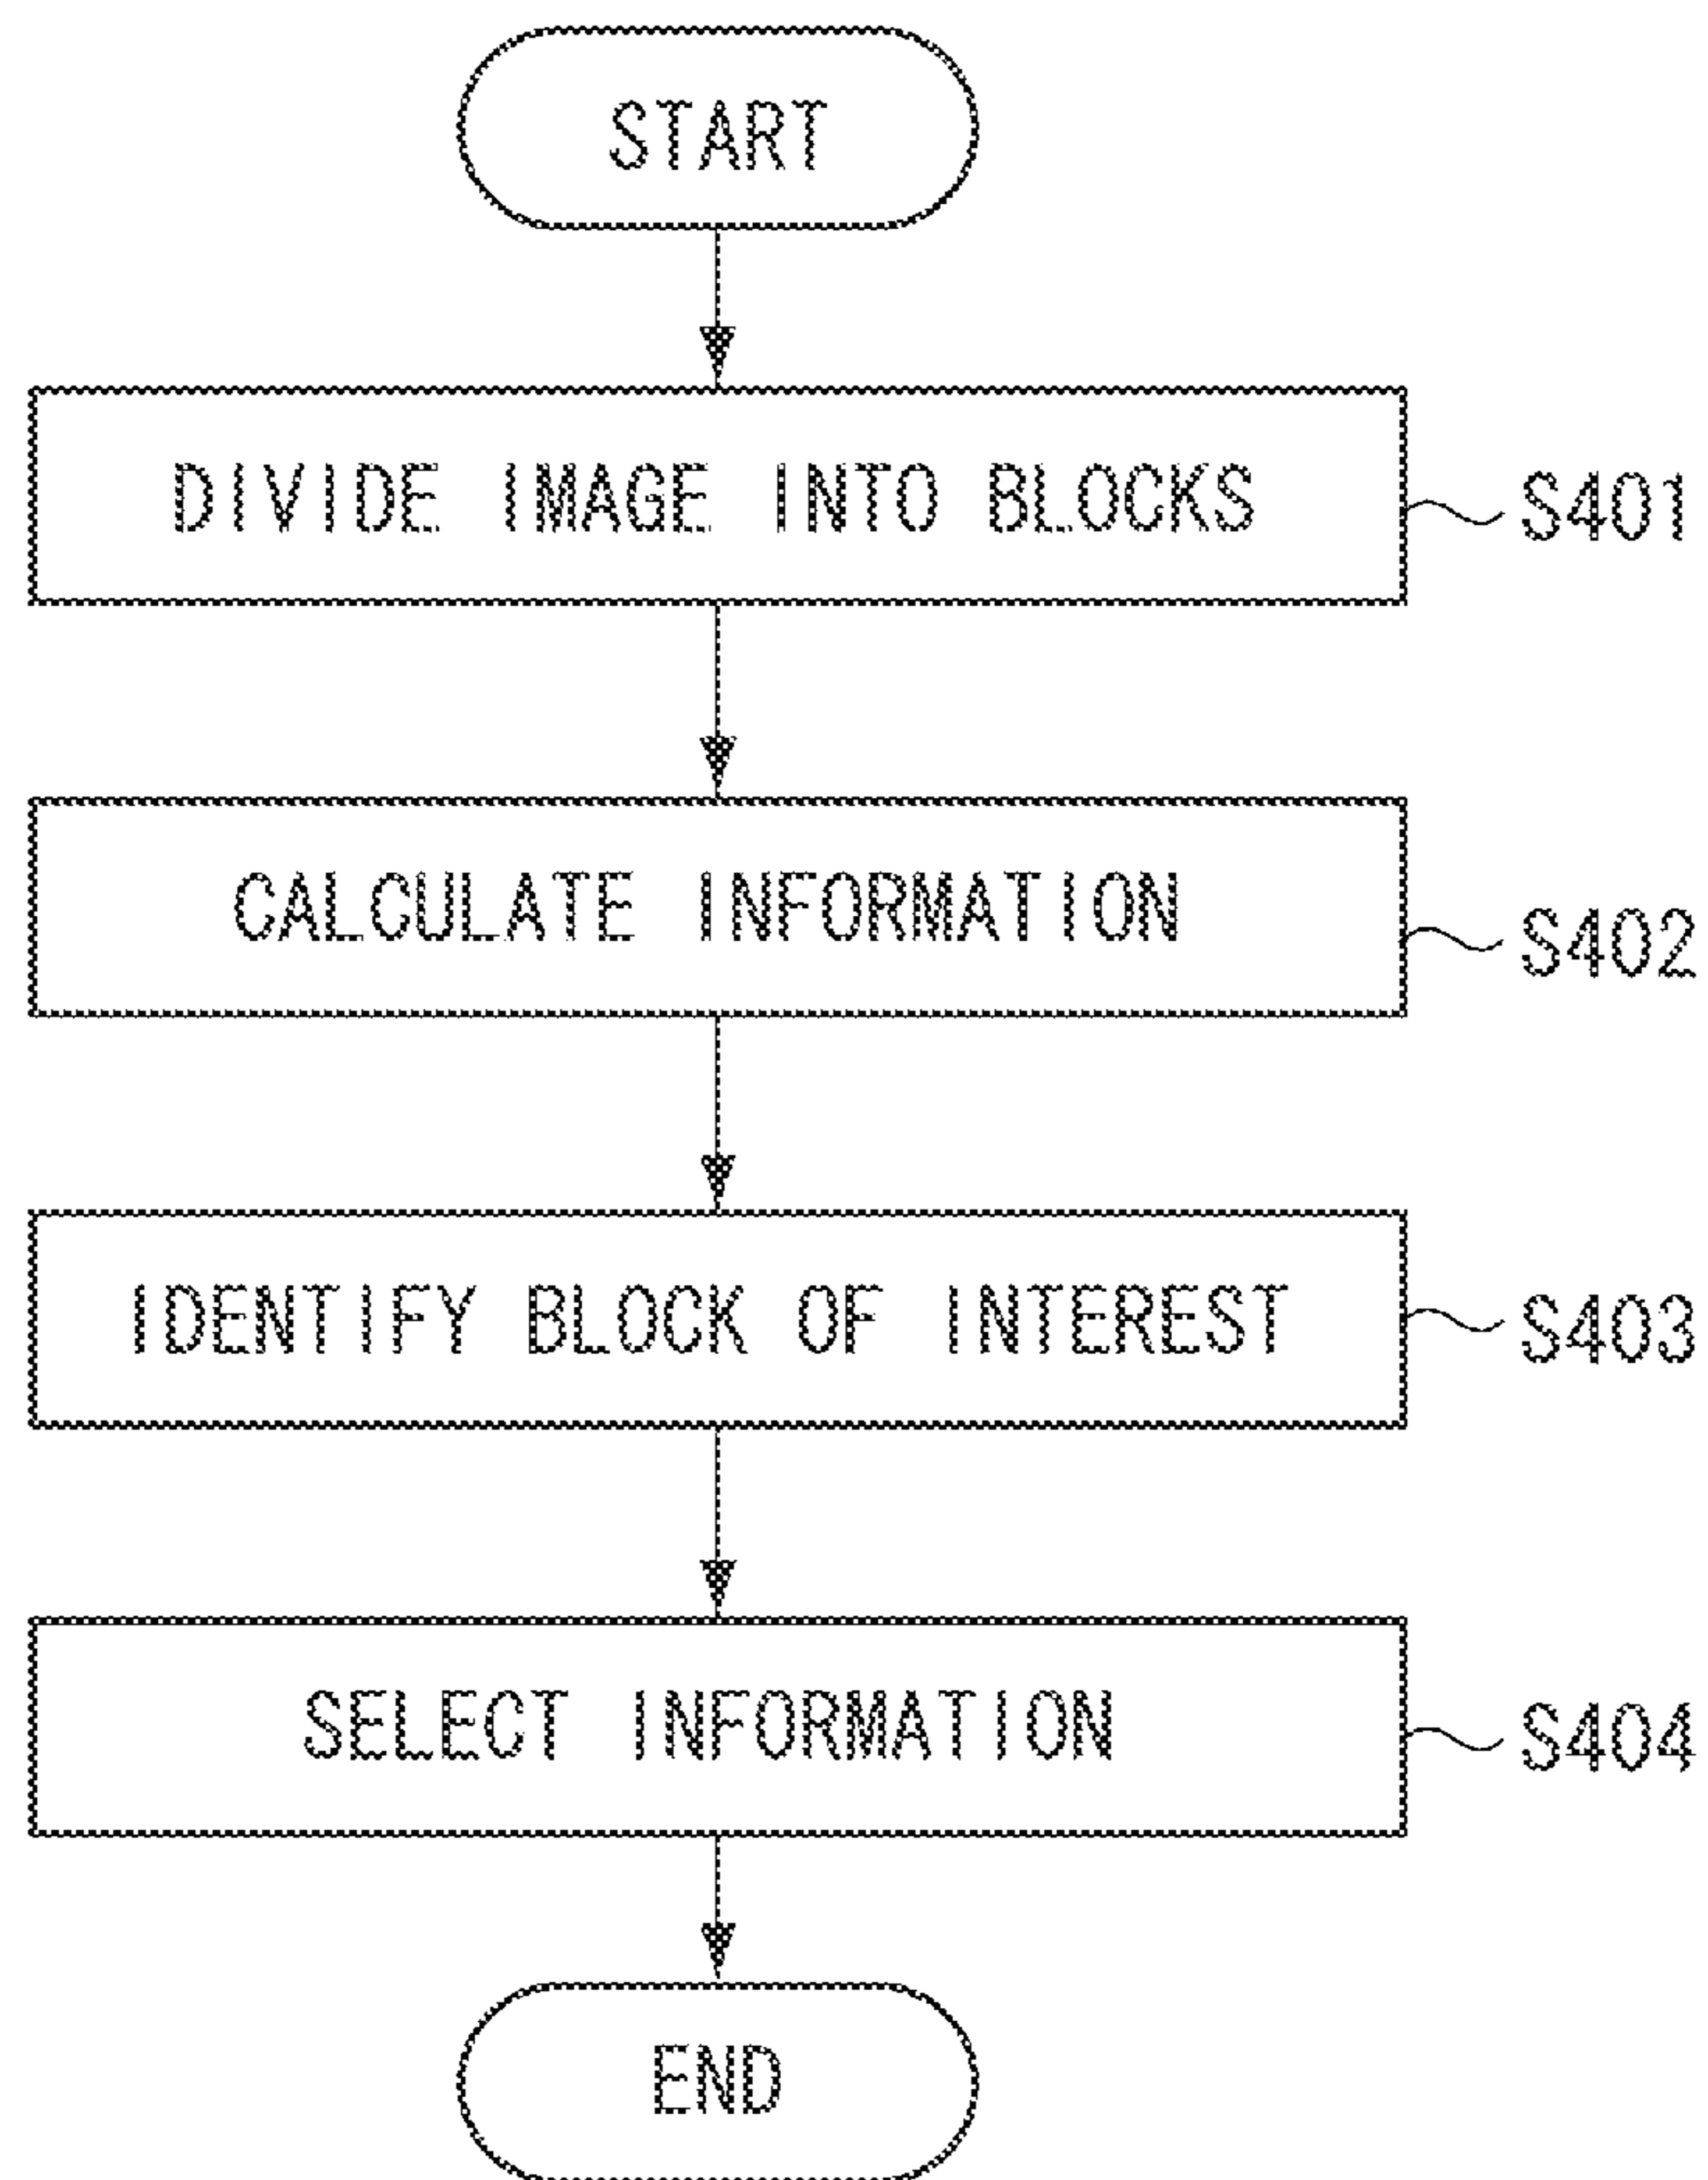 START
DIVIDE IMAGE INTO BLOCKS
S401
CALCULATE INFORMATION
S402
IDENTIFY BLOCK OF INTEREST
S403
SELECT INFORMATION
S404
END